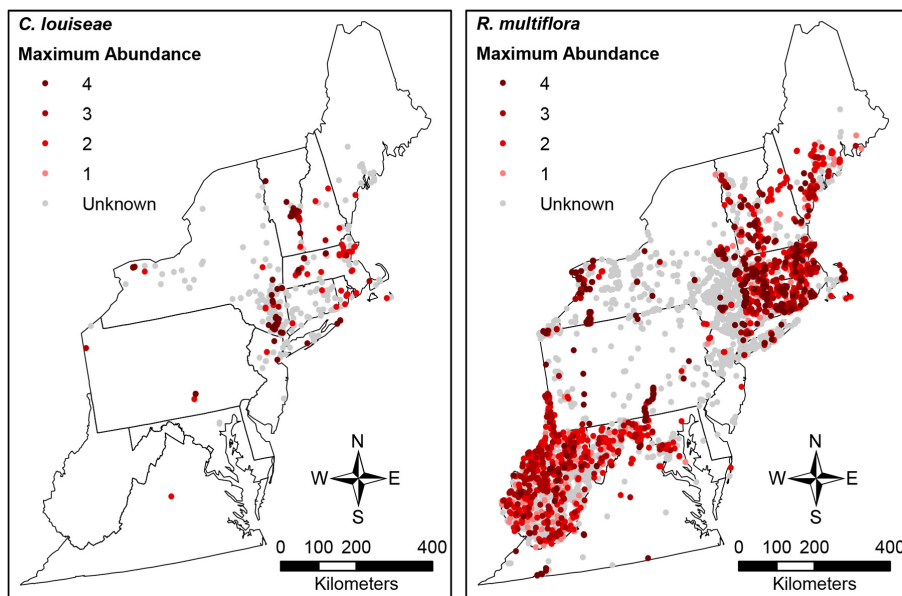 C. louiseae
Maximum Abundance
4
3
2
1
Unknown
N
W E
S
0 100 200 400
Kilometers
R. multiflora
Maximum Abundance
4
3
2
1
Unknown
N
W E
S
0 100 200 400
Kilometers